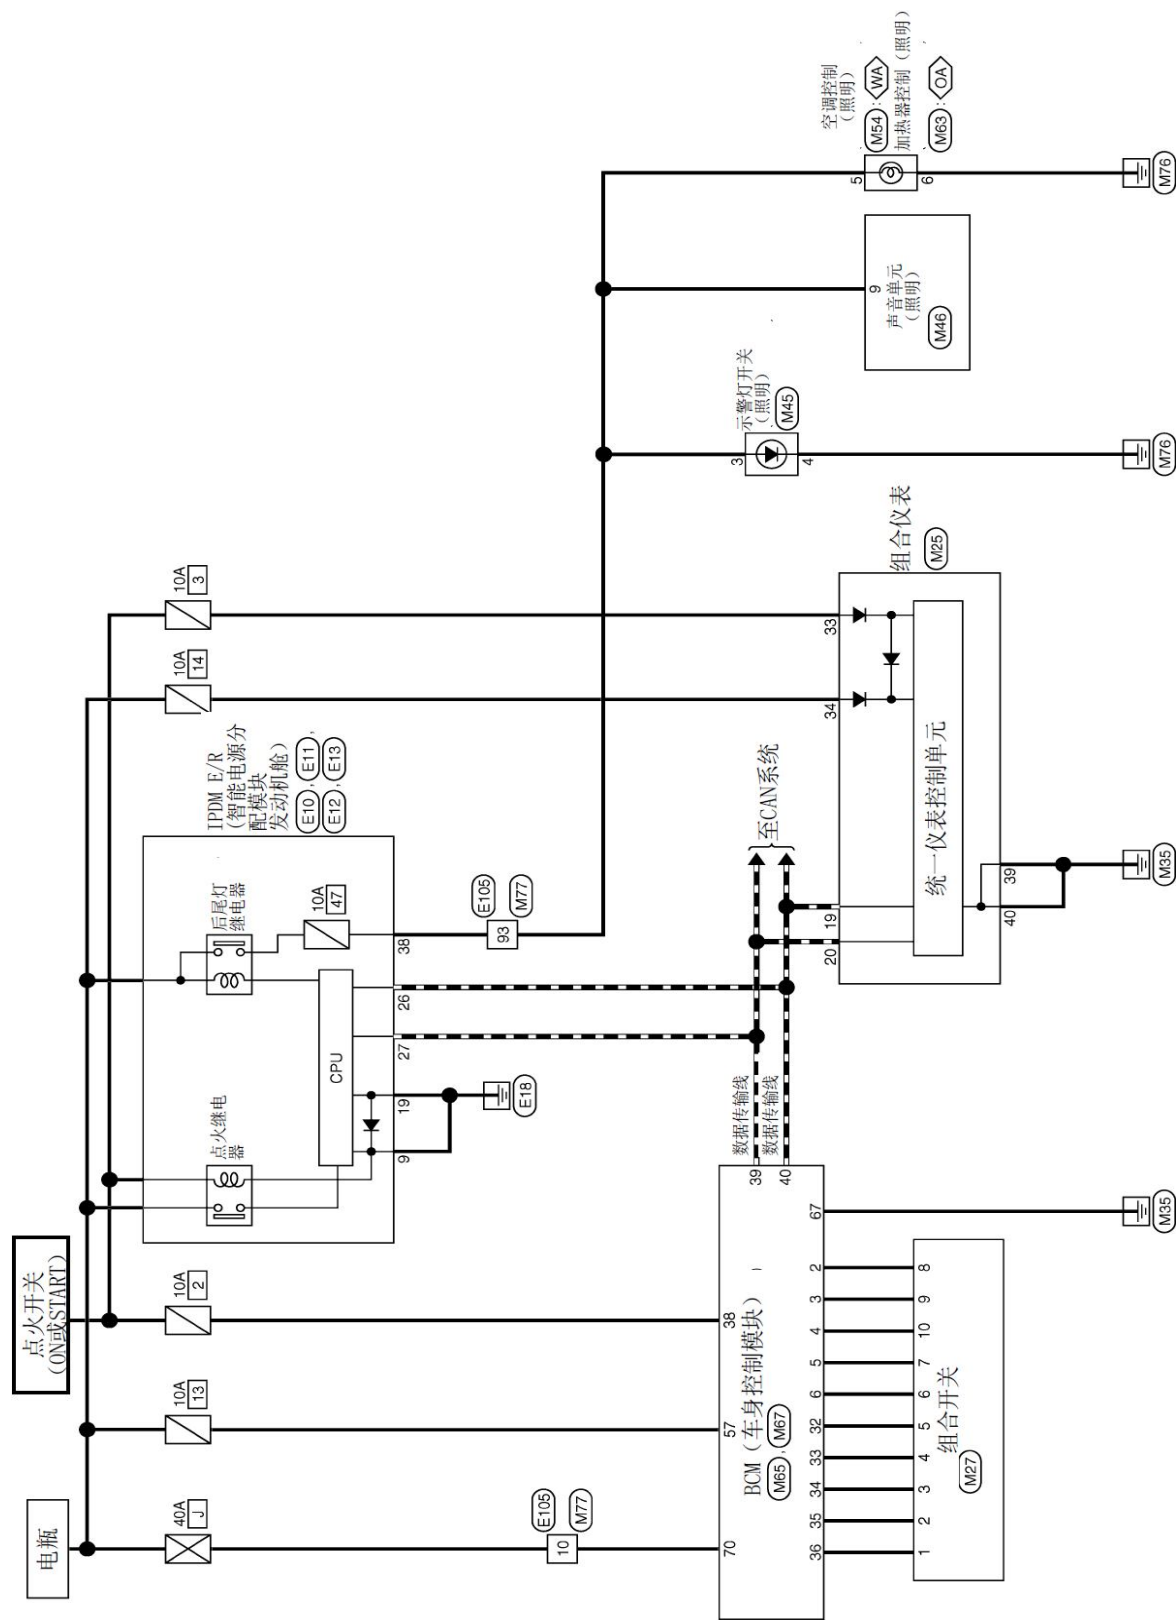 电瓶
点火开关
（ON或START）
40A
J
10A
13
10A
2
10A
14
10A
3
IPDM E/R
（智能电源分
配模块
发动机舱）
E10 , E11 ,
E12 , E13
点火继电
器
后尾灯
继电器
CPU
10A
47
9
19
27
26
38
E18
E105
93
M77
E105
10
M77
至CAN系统
数据传输线
数据传输线
70
57
38
39
40
BCM（车身控制模块）
M65 , M67
36
35
34
33
32
6
5
4
3
2
67
1
2
3
4
5
6
7
10
9
8
组合开关
M27
M35
20
19
34
33
统一仪表控制单元
组合仪表
M25
40
39
M35
示警灯开关
（照明）
M45
3
4
M76
9
声音单元
（照明）
M46
空调控制
（照明）
M54 : WA
加热器控制（照明）
M63 : OA
5
6
M76